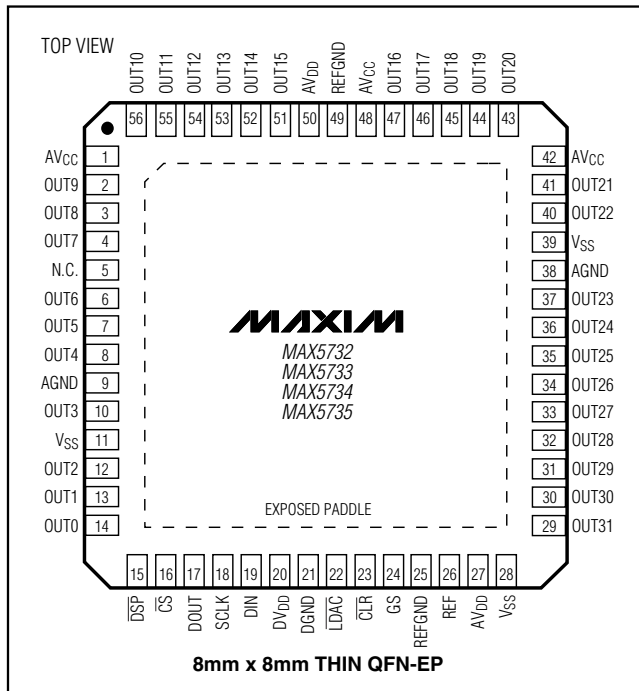 TOP VIEW
OUT10 OUT11 OUT12 OUT13 OUT14 OUT15 AVDD REFGND AVCC OUT16 OUT17 OUT18 OUT19 OUT20
56 55 54 53 52 51 50 49 48 47 46 45 44 43
AVCC 1
OUT9 2
OUT8 3
OUT7 4
N.C. 5
OUT6 6
OUT5 7
OUT4 8
AGND 9
OUT3 10
VSS 11
OUT2 12
OUT1 13
OUT0 14
MAXIM
MAX5732
MAX5733
MAX5734
MAX5735
EXPOSED PADDLE
42 AVCC
41 OUT21
40 OUT22
39 VSS
38 AGND
37 OUT23
36 OUT24
35 OUT25
34 OUT26
33 OUT27
32 OUT28
31 OUT29
30 OUT30
29 OUT31
15 16 17 18 19 20 21 22 23 24 25 26 27 28
D̅S̅P̅ C̅S̅ DOUT SCLK DIN DVDD DGND L̅D̅A̅C̅ C̅L̅R̅ GS REFGND REF AVDD VSS
8mm x 8mm THIN QFN-EP